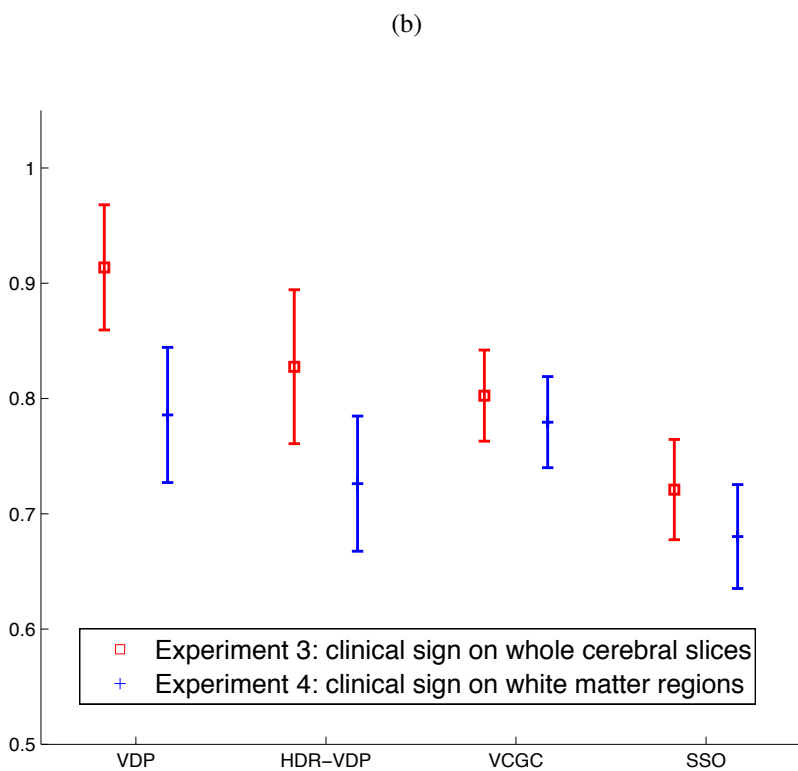 (b)
1
0.9
0.8
0.7
0.6
Experiment 3: clinical sign on whole cerebral slices
Experiment 4: clinical sign on white matter regions
0.5
VDP HDR−VDP VCGC SSO